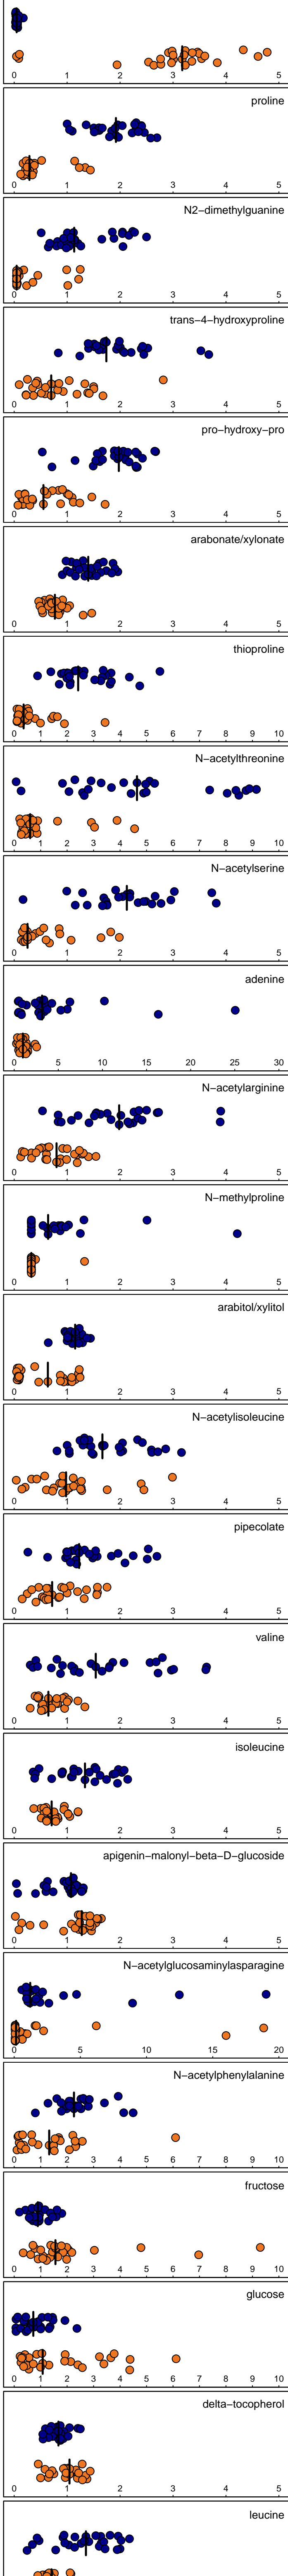 0 1 2 3 4 5
proline
0 1 2 3 4 5
N2−dimethylguanine
0 1 2 3 4 5
trans−4−hydroxyproline
0 1 2 3 4 5
pro−hydroxy−pro
0 1 2 3 4 5
arabonate/xylonate
0 1 2 3 4 5
thioproline
0 1 2 3 4 5 6 7 8 9 10
N−acetylthreonine
0 1 2 3 4 5 6 7 8 9 10
N−acetylserine
0 1 2 3 4 5
adenine
0 5 10 15 20 25 30
N−acetylarginine
0 1 2 3 4 5
N−methylproline
0 1 2 3 4 5
arabitol/xylitol
0 1 2 3 4 5
N−acetylisoleucine
0 1 2 3 4 5
pipecolate
0 1 2 3 4 5
valine
0 1 2 3 4 5
isoleucine
0 1 2 3 4 5
apigenin−malonyl−beta−D−glucoside
0 1 2 3 4 5
N−acetylglucosaminylasparagine
0 5 10 15 20
N−acetylphenylalanine
0 1 2 3 4 5 6 7 8 9 10
fructose
0 1 2 3 4 5 6 7 8 9 10
glucose
0 1 2 3 4 5 6 7 8 9 10
delta−tocopherol
0 1 2 3 4 5
leucine